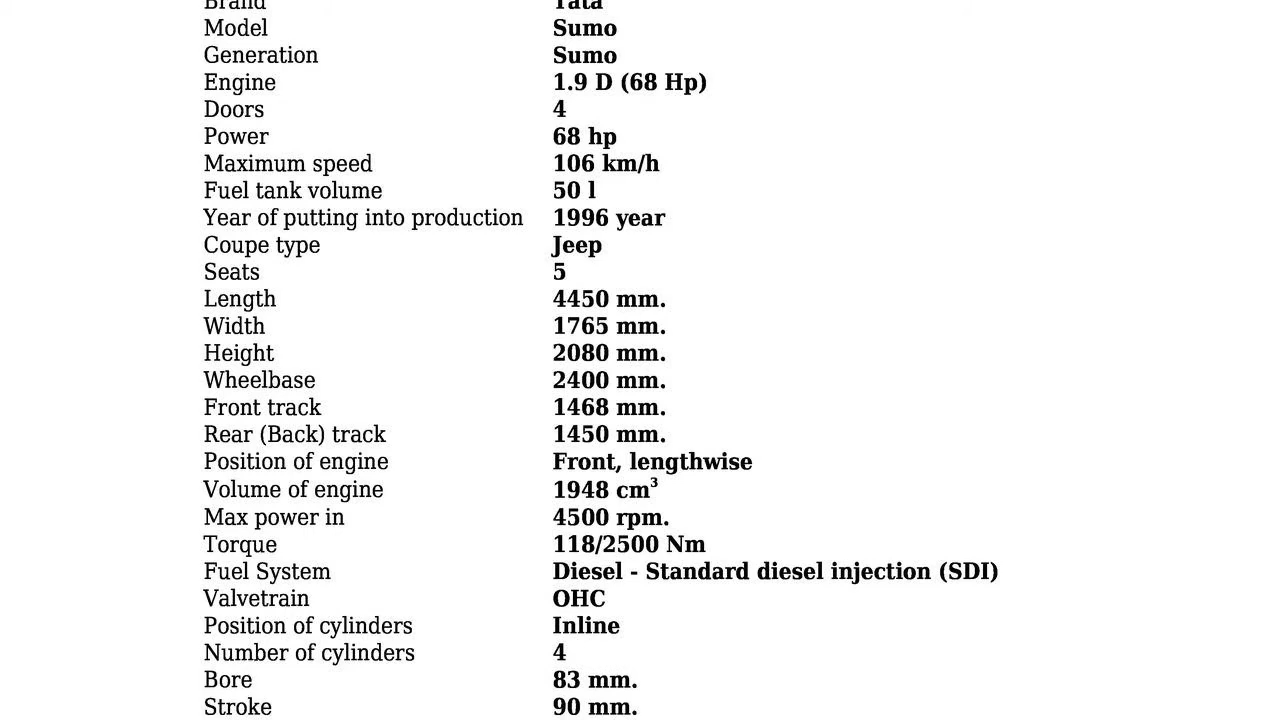 Brand Tata
Model Sumo
Generation Sumo
Engine 1.9 D (68 Hp)
Doors 4
Power 68 hp
Maximum speed 106 km/h
Fuel tank volume 50 l
Year of putting into production 1996 year
Coupe type Jeep
Seats 5
Length 4450 mm.
Width 1765 mm.
Height 2080 mm.
Wheelbase 2400 mm.
Front track 1468 mm.
Rear (Back) track 1450 mm.
Position of engine Front, lengthwise
Volume of engine 1948 cm³
Max power in 4500 rpm.
Torque 118/2500 Nm
Fuel System Diesel - Standard diesel injection (SDI)
Valvetrain OHC
Position of cylinders Inline
Number of cylinders 4
Bore 83 mm.
Stroke 90 mm.